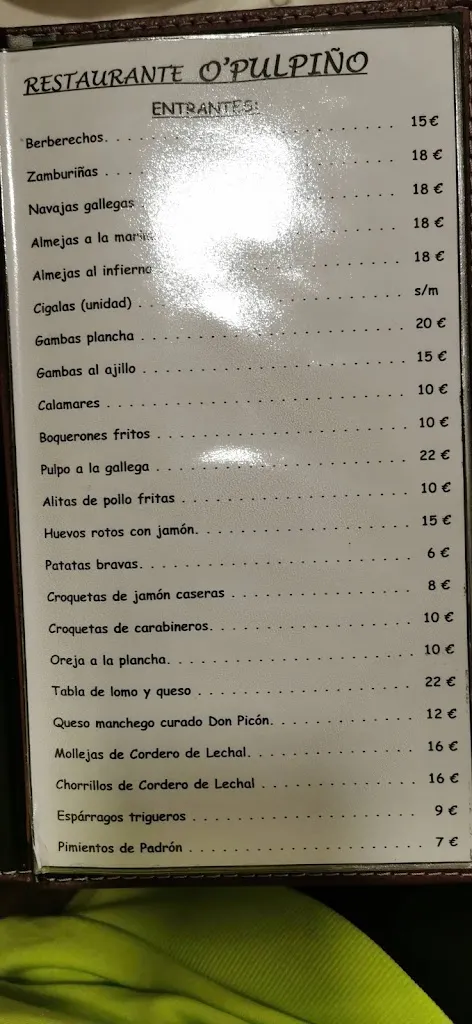 RESTAURANTE O'PULPIÑO
ENTRANTES:
Berberechos. . . . . . . . . . . . . . . . . . . . 15€
Zamburiñas . . . . . . . . . . . . . . . . . . . . 18 €
Navajas gallegas . . . . . . . . . . . . . . . . . 18 €
Almejas a la . . . . . . . . . . . . . . . . . . . 18 €
Almejas al infierno . . . . . . . . . . . . . . . . 18 €
Cigalas (unidad) . . . . . . . . . . . . . . . . . s/m
Gambas plancha . . . . . . . . . . . . . . . . . . 20 €
Gambas al ajillo . . . . . . . . . . . . . . . . . 15 €
Calamares . . . . . . . . . . . . . . . . . . . . 10 €
Boquerones fritos . . . . . . . . . . . . . . . . . 10 €
Pulpo a la gallega . . . . . . . . . . . . . . . . 22 €
Alitas de pollo fritas . . . . . . . . . . . . . . 10 €
Huevos rotos con jamón. . . . . . . . . . . . . . . 15 €
Patatas bravas. . . . . . . . . . . . . . . . . . . 6 €
Croquetas de jamón caseras . . . . . . . . . . . . 8 €
Croquetas de carabineros. . . . . . . . . . . . . . 10 €
Oreja a la plancha. . . . . . . . . . . . . . . . . 10 €
Tabla de lomo y queso . . . . . . . . . . . . . . . 22 €
Queso manchego curado Don Picón. . . . . . . . . . 12 €
Mollejas de Cordero de Lechal. . . . . . . . . . . 16 €
Chorrillos de Cordero de Lechal . . . . . . . . . . 16 €
Espárragos trigueros . . . . . . . . . . . . . . . 9 €
Pimientos de Padrón . . . . . . . . . . . . . . . . 7 €